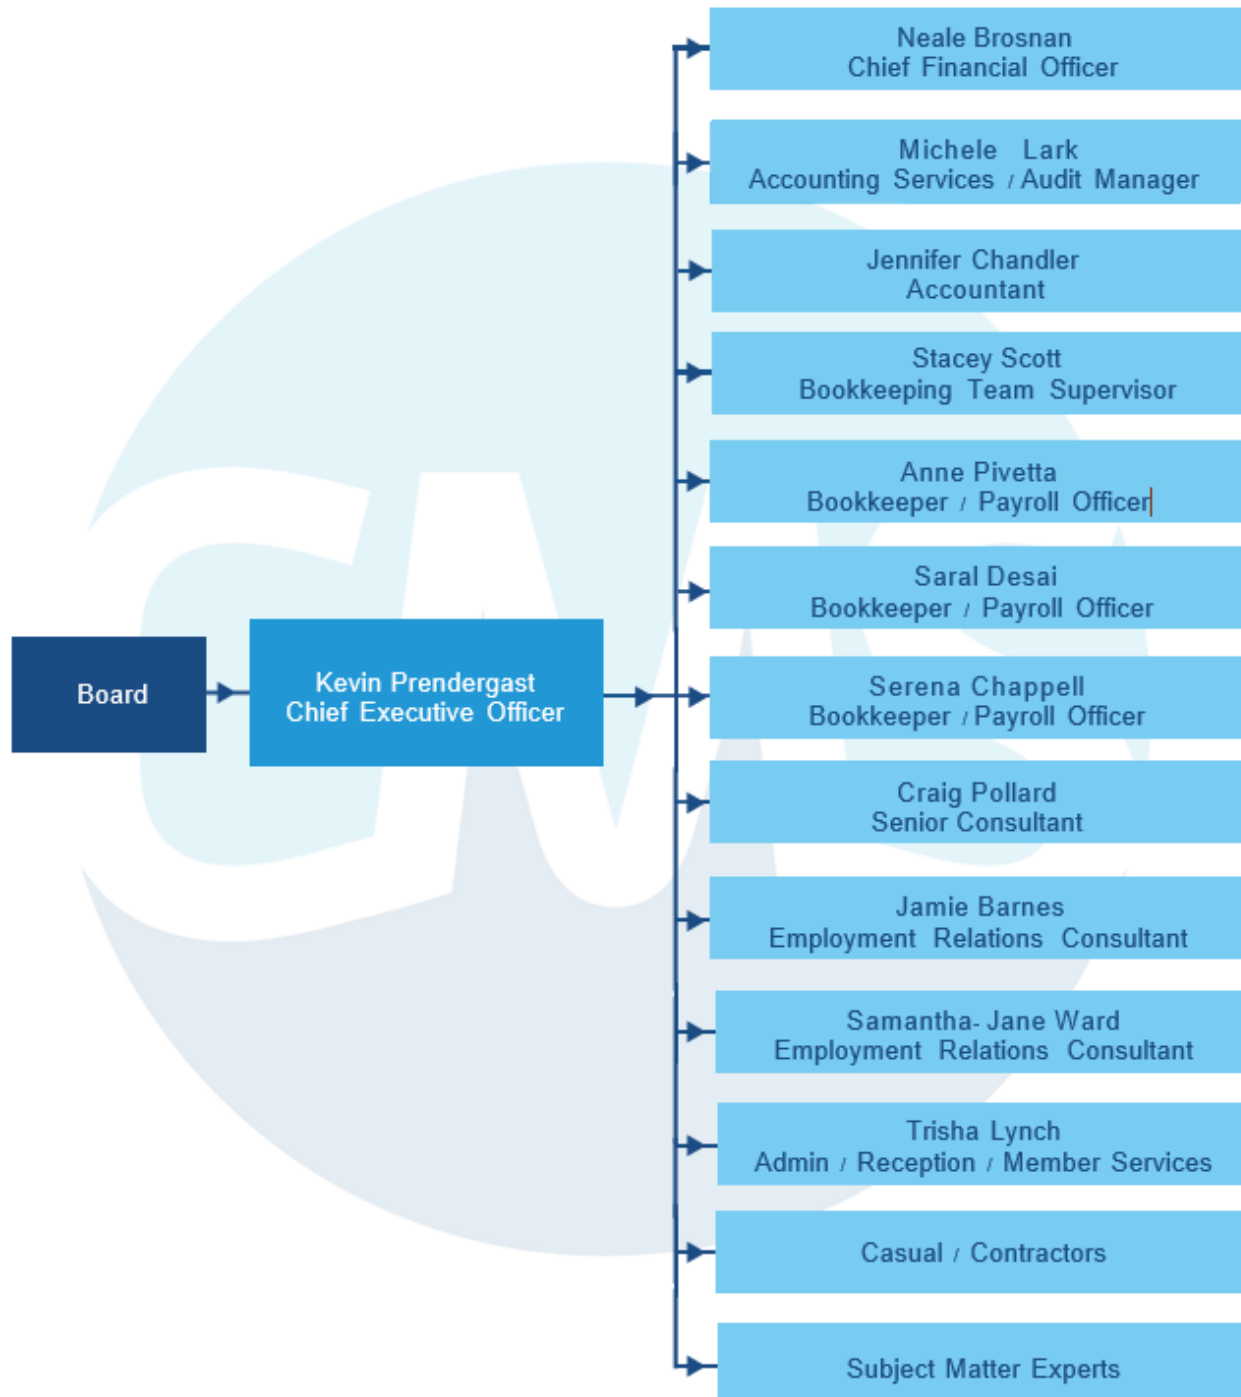 Neale Brosnan
Chief Financial Officer
Michele Lark
Accounting Services / Audit Manager
Jennifer Chandler
Accountant
Stacey Scott
Bookkeeping Team Supervisor
Anne Pivetta
Bookkeeper / Payroll Officer
Saral Desai
Bookkeeper / Payroll Officer
Board
Kevin Prendergast
Chief Executive Officer
Serena Chappell
Bookkeeper / Payroll Officer
Craig Pollard
Senior Consultant
Jamie Barnes
Employment Relations Consultant
Samantha- Jane Ward
Employment Relations Consultant
Trisha Lynch
Admin / Reception / Member Services
Casual / Contractors
Subject Matter Experts
CMS